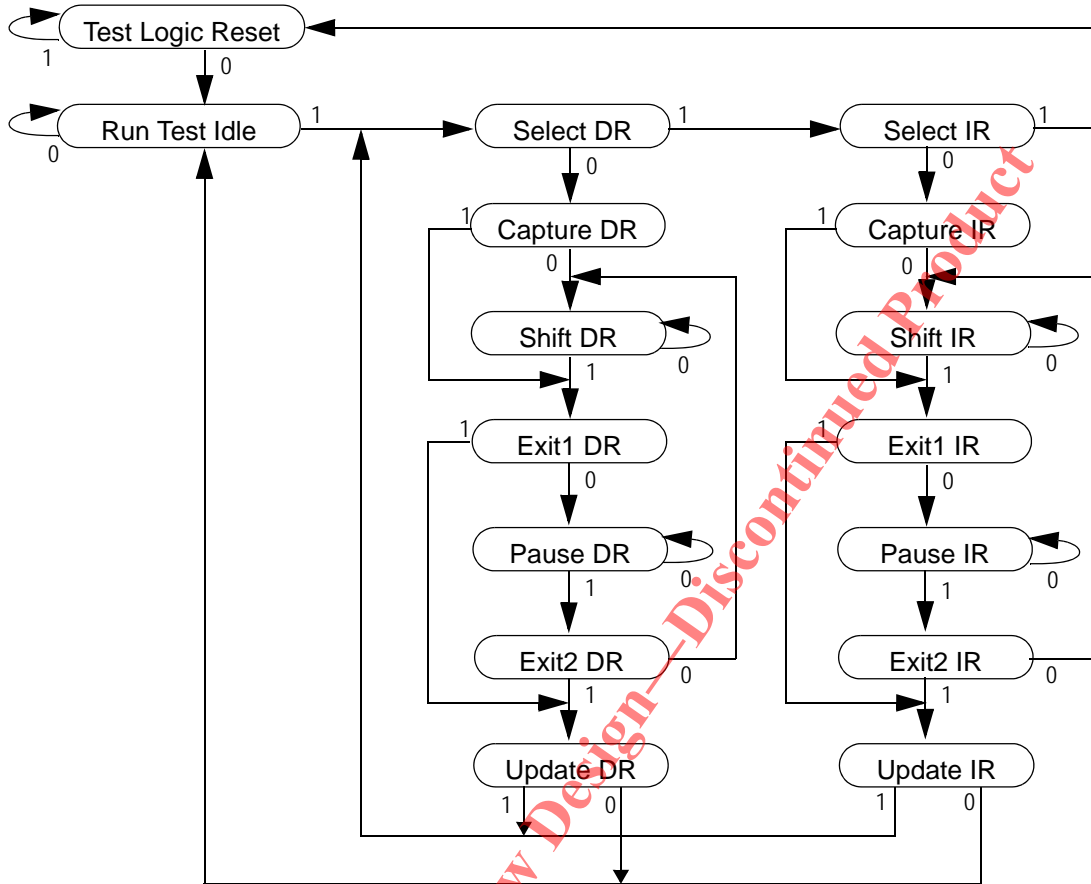 Test Logic Reset
1
0
Run Test Idle
1
0
Select DR
1
0
Select IR
1
0
Capture DR
1
0
Capture IR
1
0
Shift DR
0
1
Shift IR
0
1
Exit1 DR
1
0
Exit1 IR
1
0
Pause DR
0
1
Pause IR
0
1
Exit2 DR
0
1
Exit2 IR
0
1
Update DR
1
0
Update IR
1
0
w Design—Discontinued Product